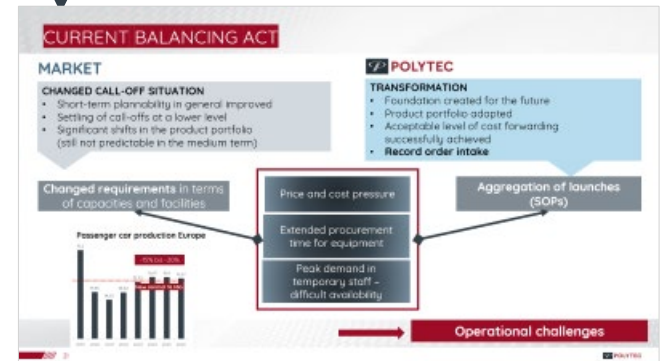 CURRENT BALANCING ACT
MARKET
CHANGED CALL-OFF SITUATION
• Short-term plannability in general improved
• Settling of call-offs at a lower level
• Significant shifts in the product portfolio
(still not predictable in the medium term)
Changed requirements in terms
of capacities and facilities
Passenger car production Europe
POLYTEC
TRANSFORMATION
• Foundation created for the future
• Product portfolio adapted
• Acceptable level of cost forwarding
successfully achieved
• Record order intake
Price and cost pressure
Extended procurement
time for equipment
Peak demand in
temporary staff –
difficult availability
Aggregation of launches
(SOPs)
Operational challenges
POLYTEC